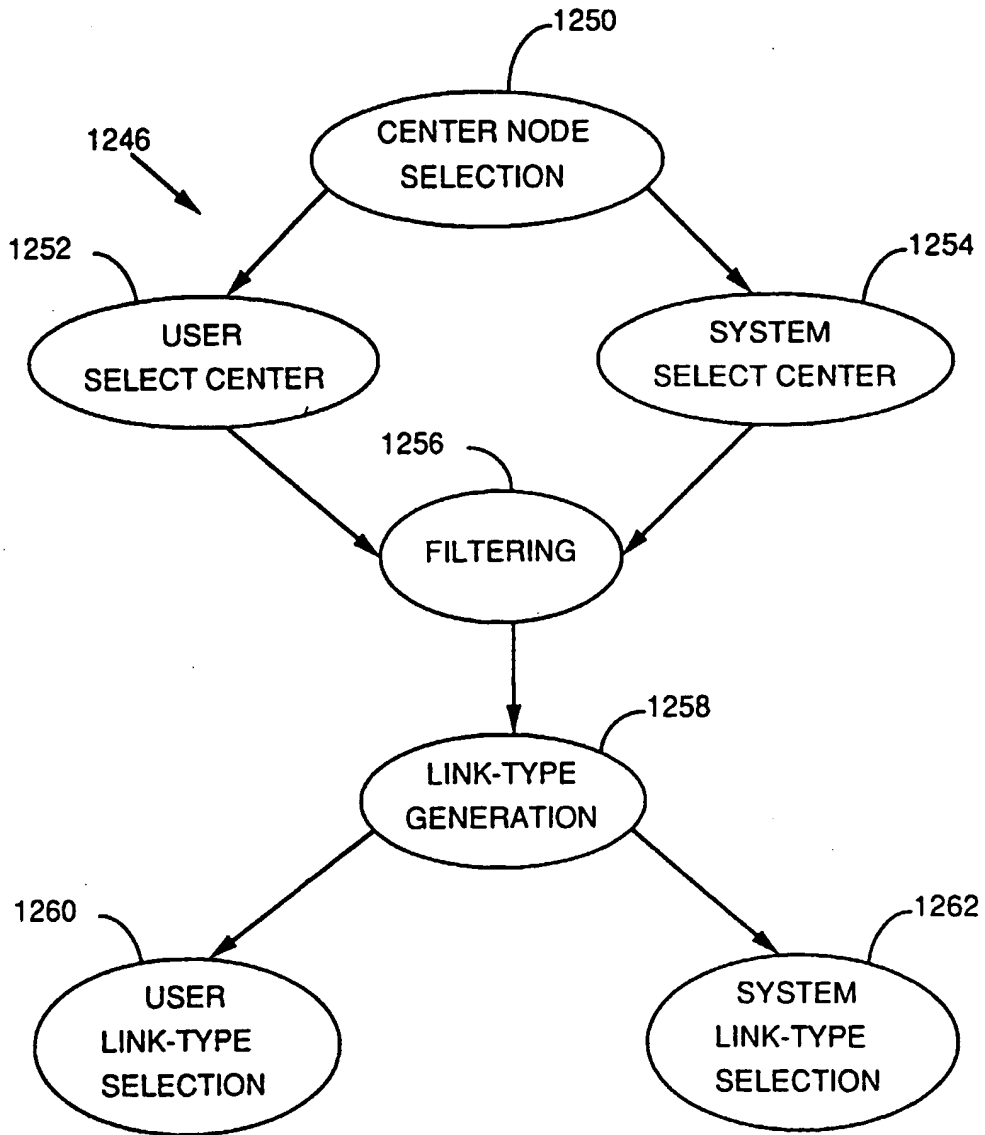 1250
CENTER NODE
SELECTION
1246
1252
1254
USER
SELECT CENTER
SYSTEM
SELECT CENTER
1256
FILTERING
1258
LINK-TYPE
GENERATION
1260
1262
USER
LINK-TYPE
SELECTION
SYSTEM
LINK-TYPE
SELECTION